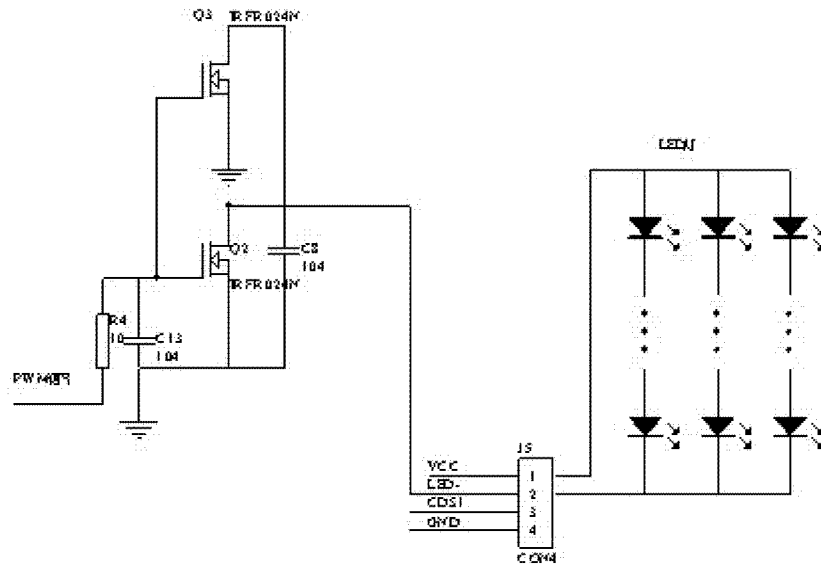 Q3 IRFR024N
Q2
IRFR024N
C8
104
R4
10
C13
104
J5
VCC
1
LED-
2
CDS1
3
GND
4
CON4